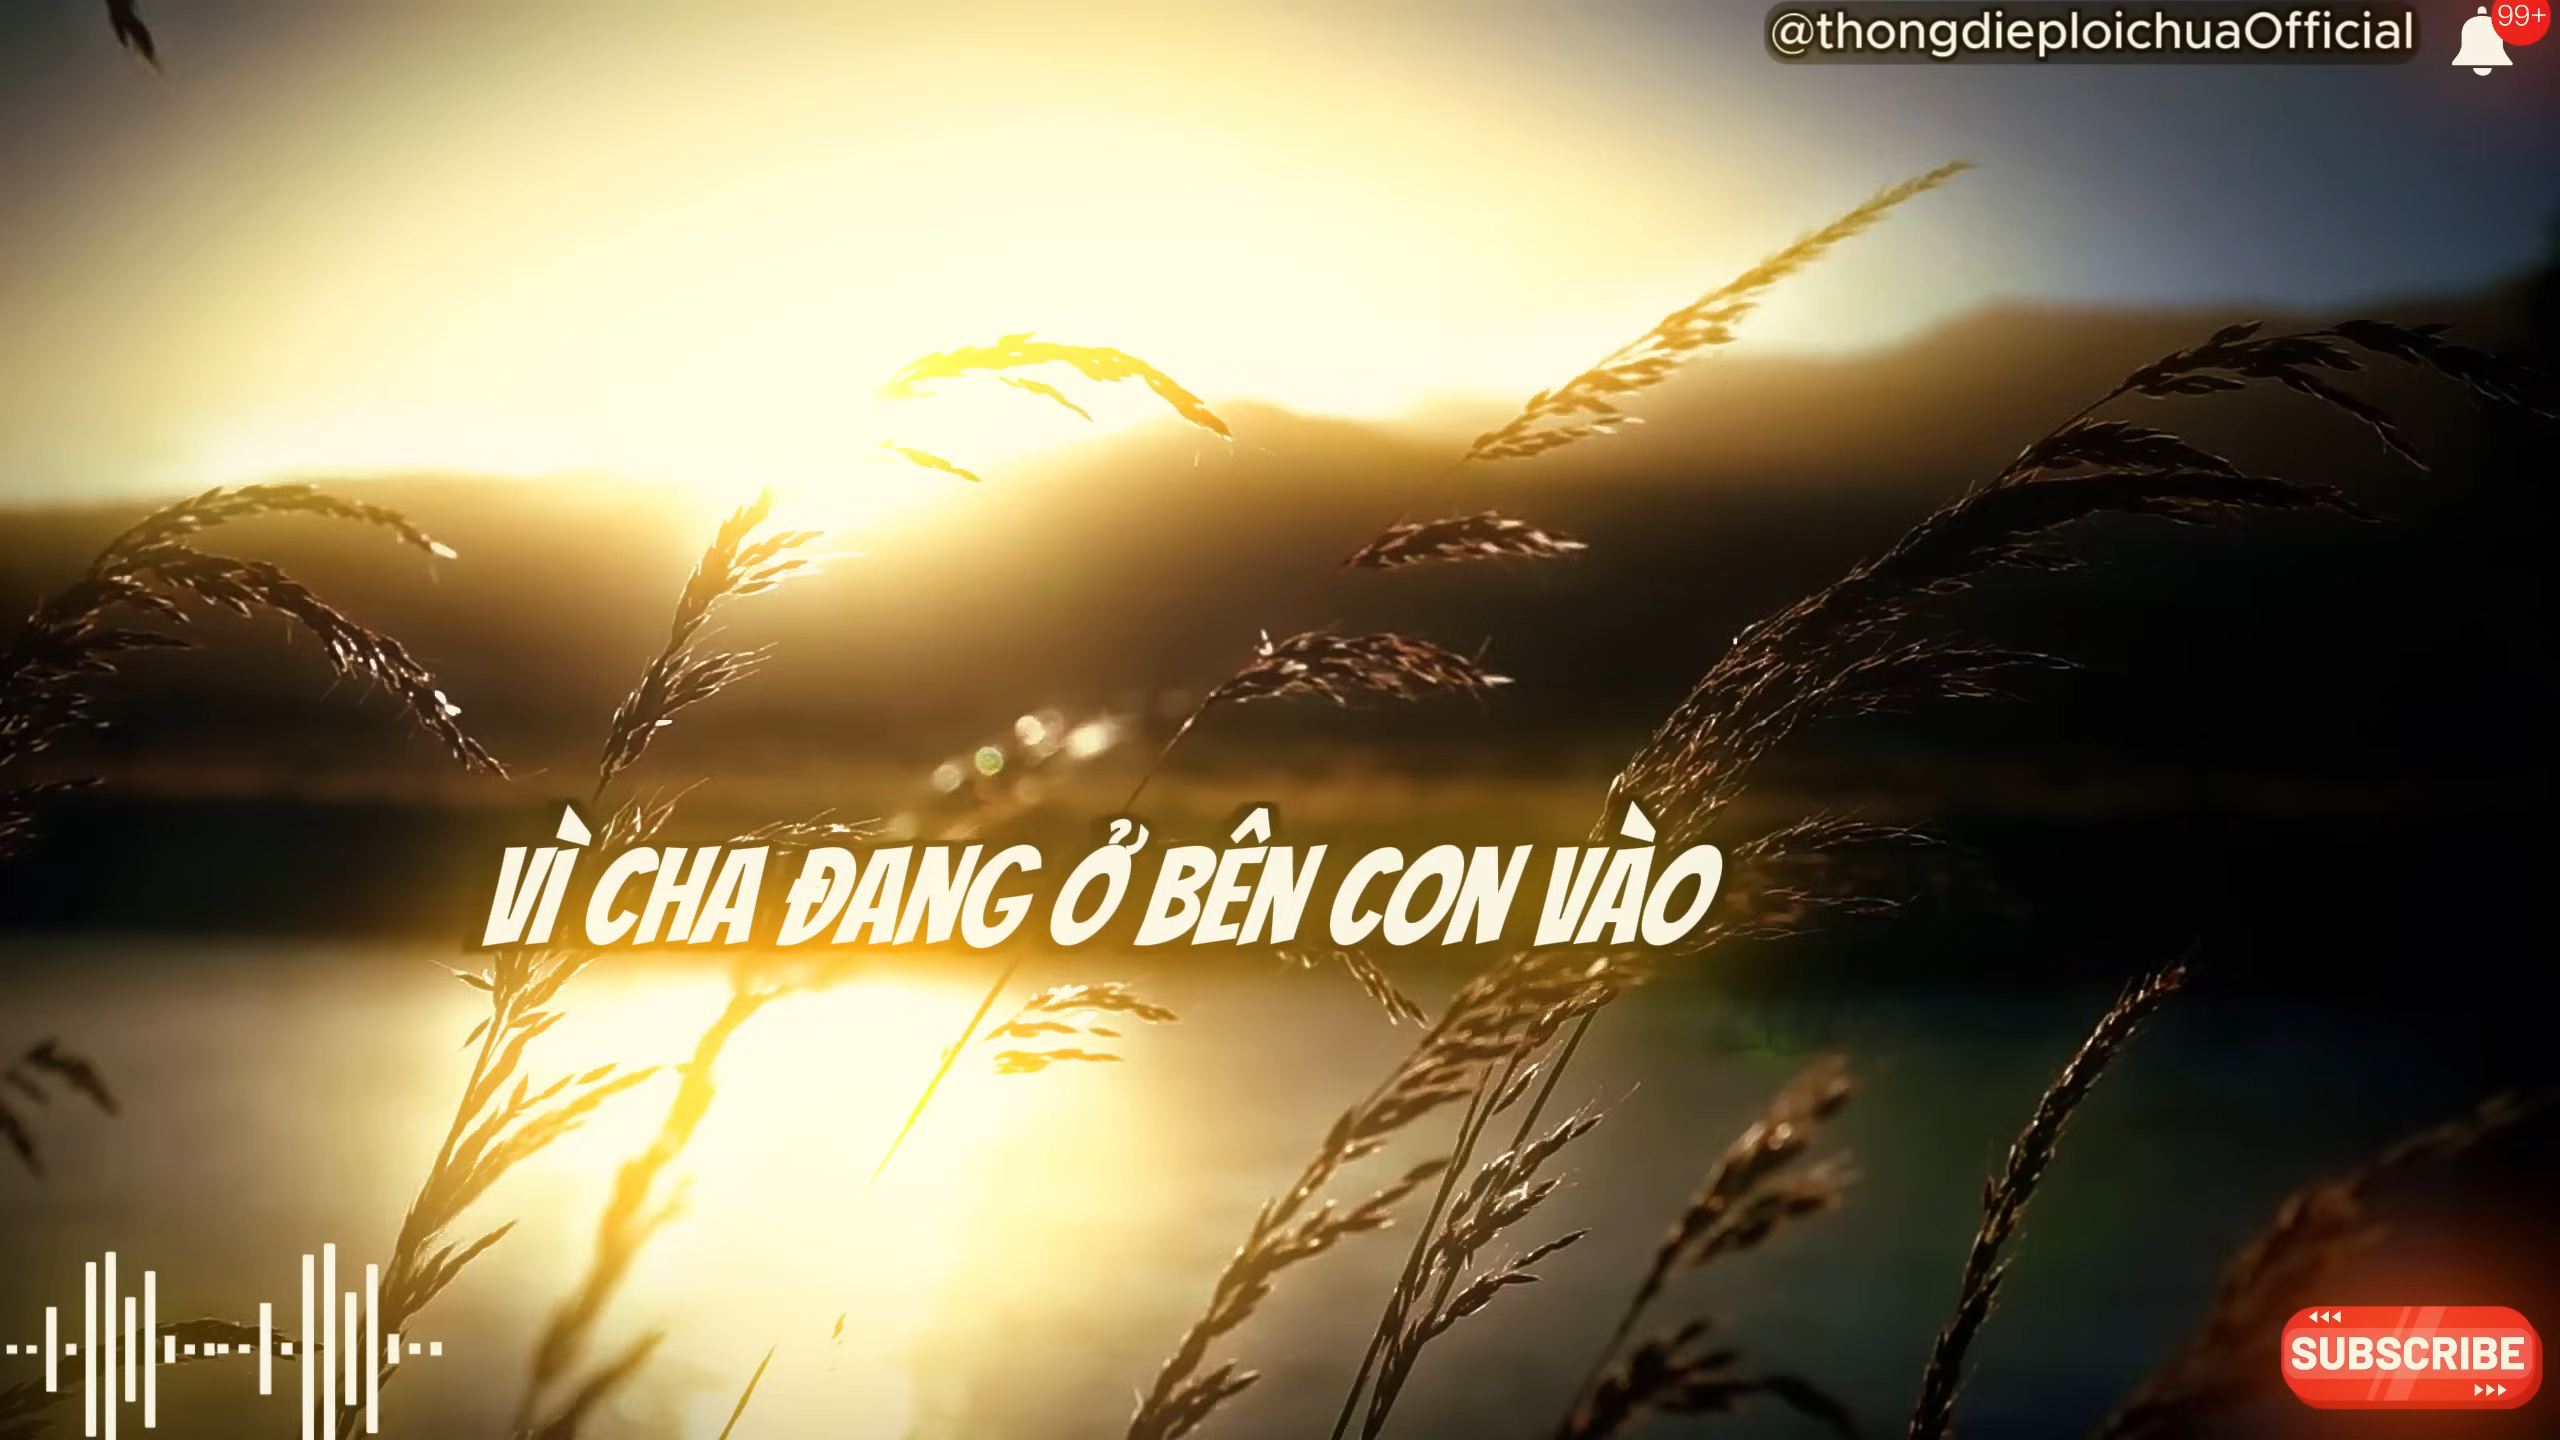 @thongdieploichuaOfficial
99+
VÌ CHA ĐANG Ở BÊN CON VÀO
SUBSCRIBE